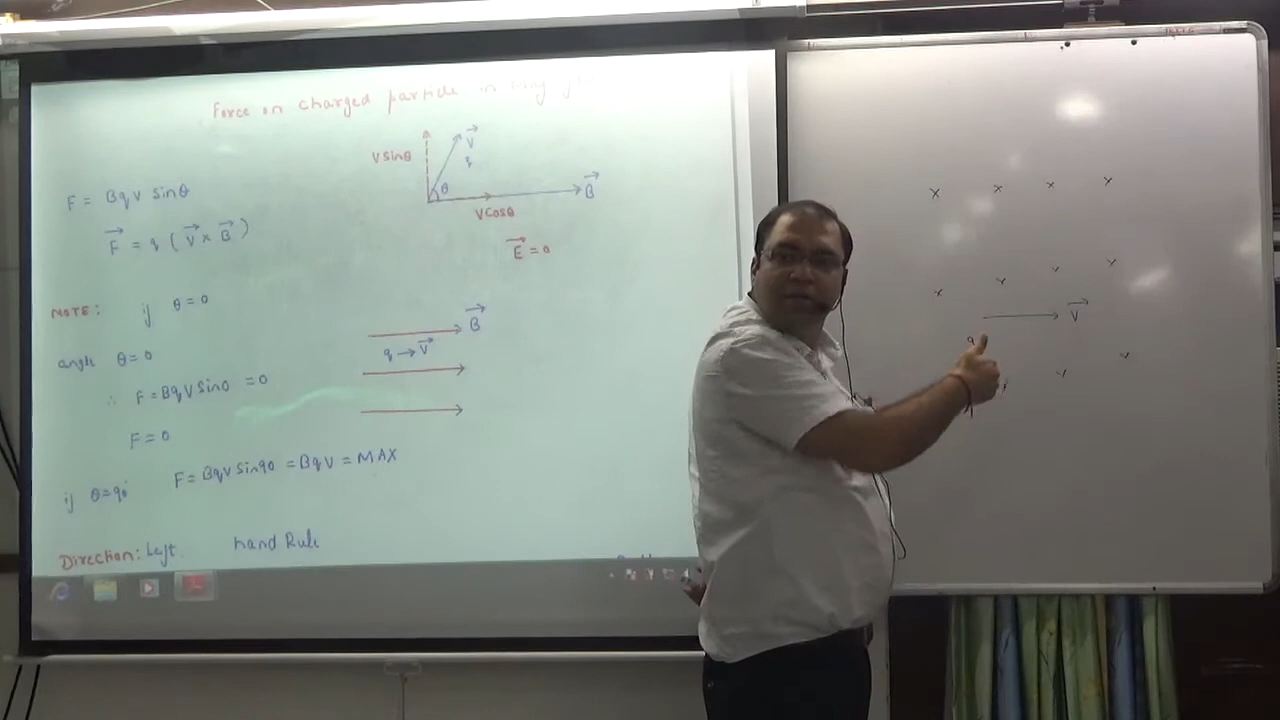 Force on charged particle in
V sinθ
V
q
θ
B
V Cosθ
F = BqV Sinθ
F = q ( V × B )
E = 0
NOTE: if θ = 0
B
angle θ = 0
q → V
∴ F = BqV Sin0 = 0
F = 0
if θ = 90° F = BqV Sin90 = BqV = MAX
Direction: Left hand Rule
x x x x
x x x x
V
q
x x x